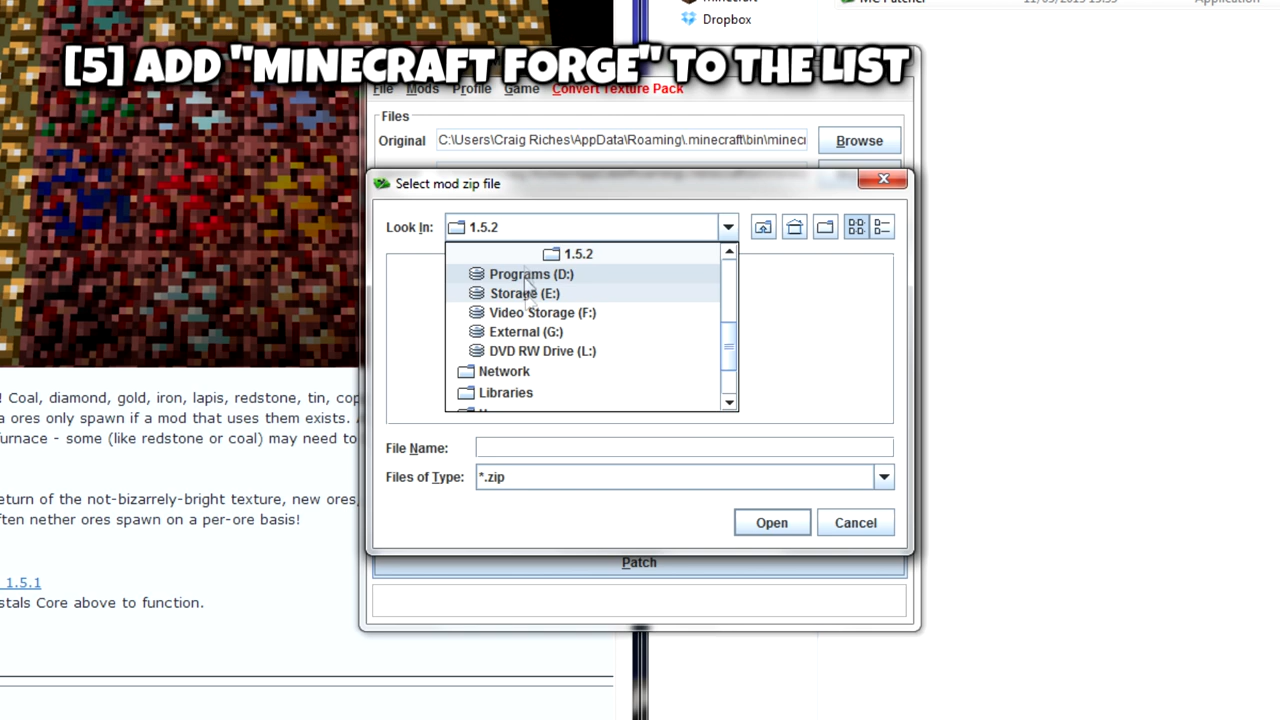 Dropbox
[5] ADD "MINECRAFT FORGE" TO THE LIST
File Mods Profile Game Convert Texture Pack
Files
Original C:\Users\Craig Riches\AppData\Roaming\.minecraft\bin\minec
Browse
Select mod zip file
Look In: 1.5.2
1.5.2
Programs (D:)
Storage (E:)
Video Storage (F:)
External (G:)
DVD RW Drive (L:)
Network
Libraries
File Name:
Files of Type: *.zip
Open Cancel
Patch
! Coal, diamond, gold, iron, lapis, redstone, tin, cop
a ores only spawn if a mod that uses them exists.
urnace - some (like redstone or coal) may need to
eturn of the not-bizarrely-bright texture, new ores,
ften nether ores spawn on a per-ore basis!
1.5.1
stals Core above to function.